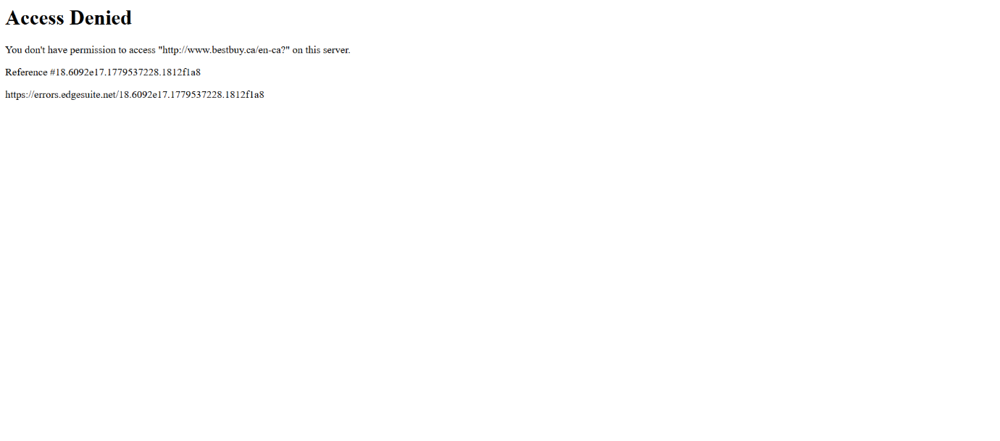 Access Denied
You don't have permission to access "http://www.bestbuy.ca/en-ca?" on this server.
Reference #18.6092e17.1779537228.1812f1a8
https://errors.edgesuite.net/18.6092e17.1779537228.1812f1a8